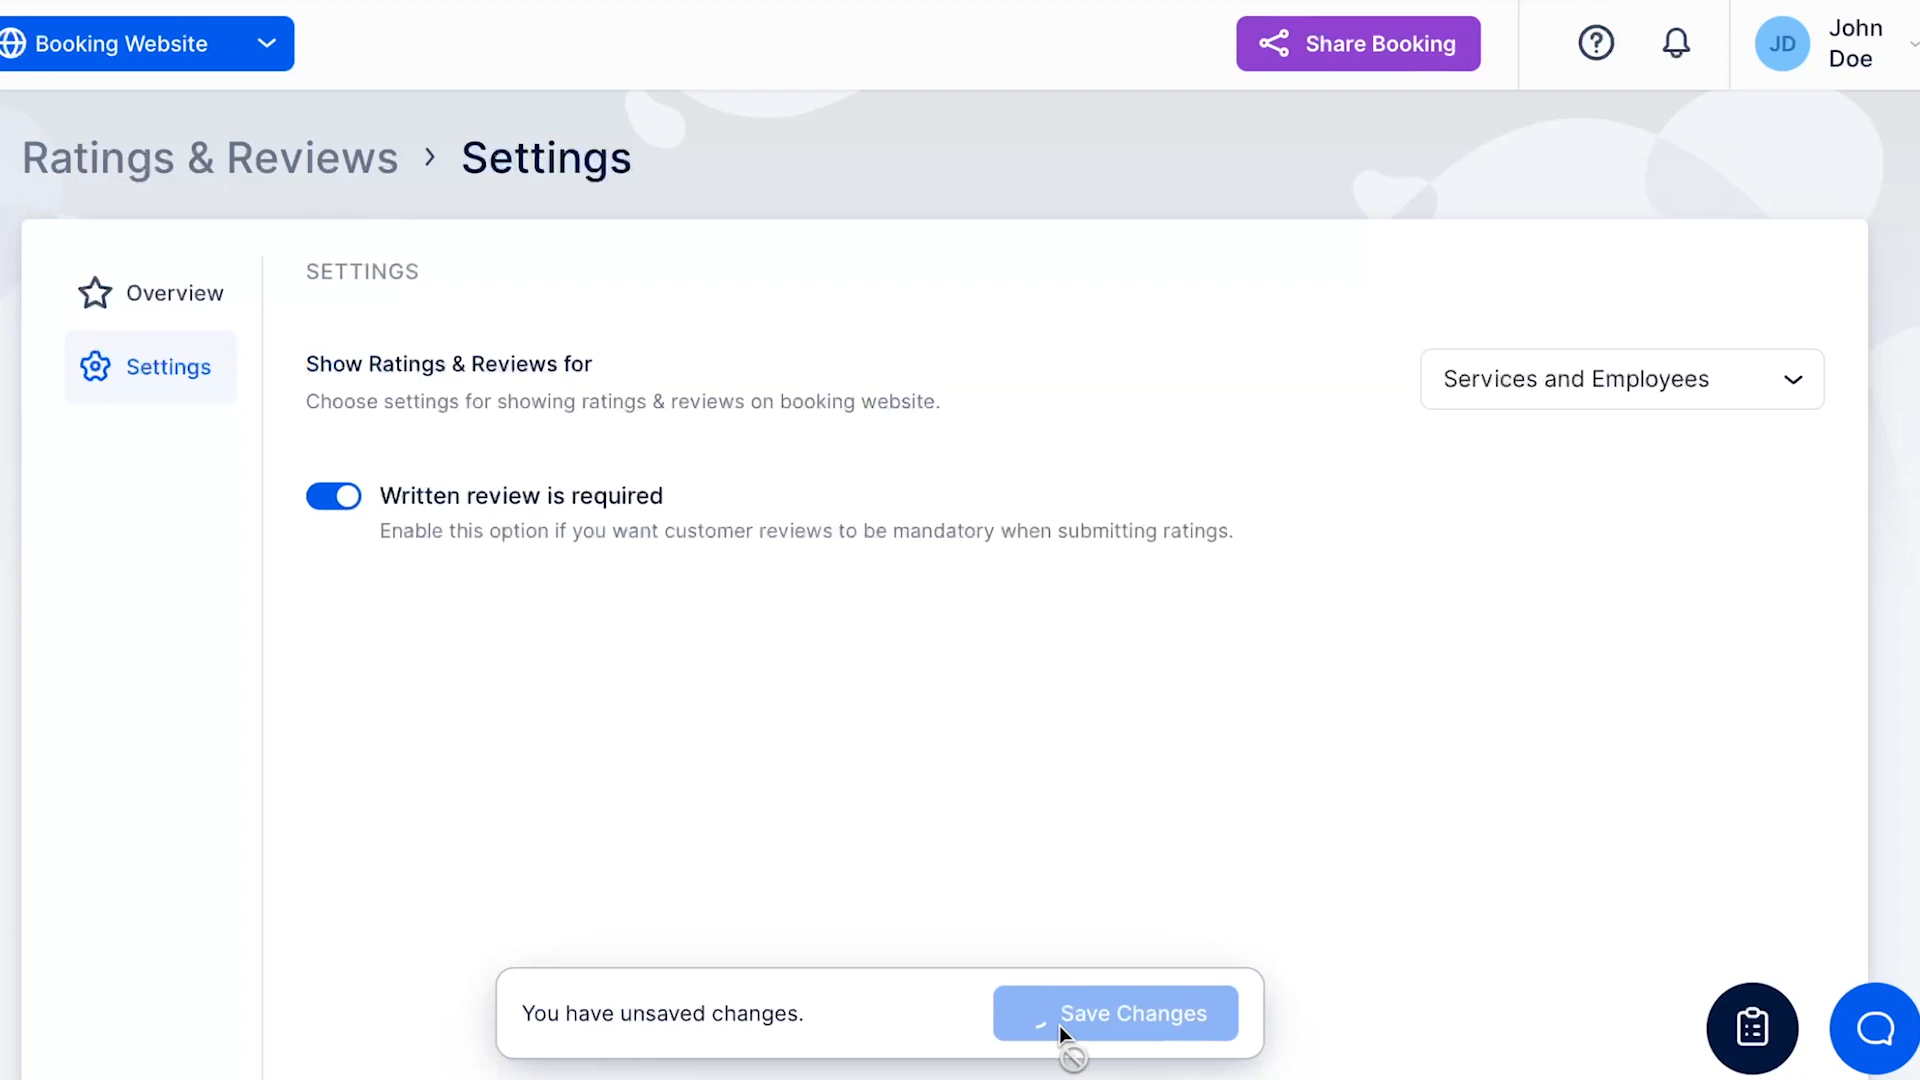 Booking Website
Share Booking
JD
John
Doe
Ratings & Reviews
Settings
Overview
Settings
SETTINGS
Show Ratings & Reviews for
Choose settings for showing ratings & reviews on booking website.
Services and Employees
Written review is required
Enable this option if you want customer reviews to be mandatory when submitting ratings.
You have unsaved changes.
Save Changes